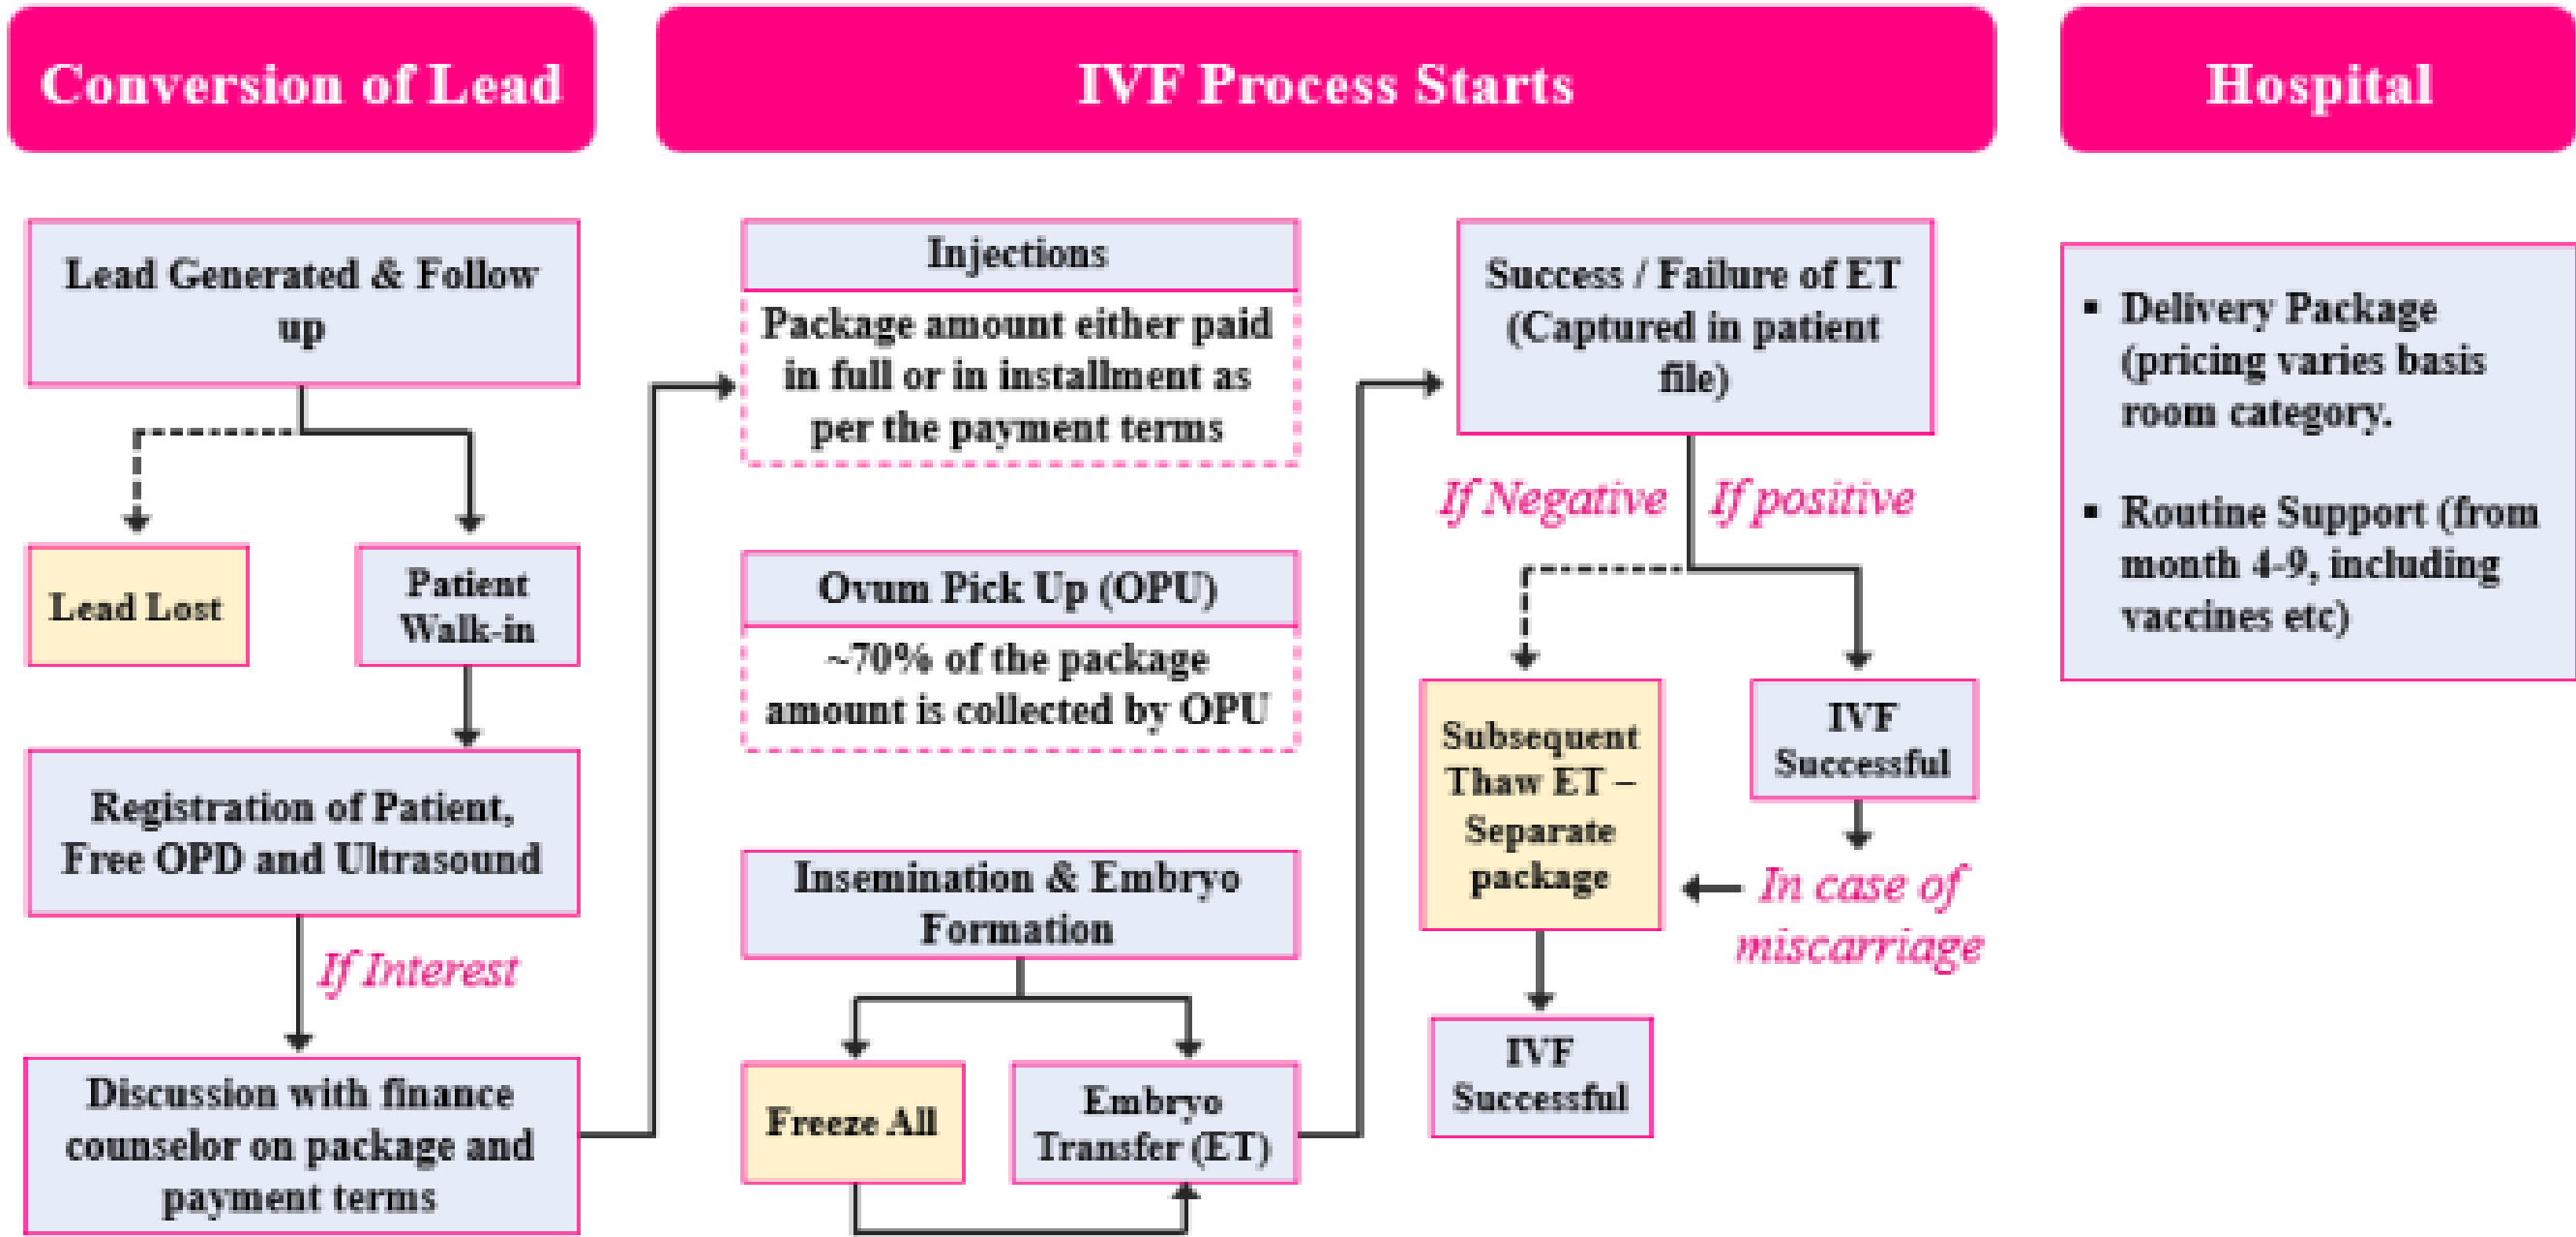 Conversion of Lead
IVF Process Starts
Hospital
Lead Generated & Follow
up
Lead Lost
Patient
Walk-in
Registration of Patient,
Free OPD and Ultrasound
If Interest
Discussion with finance
counselor on package and
payment terms
Injections
Package amount either paid
in full or in installment as
per the payment terms
Ovum Pick Up (OPU)
~70% of the package
amount is collected by OPU
Insemination & Embryo
Formation
Freeze All
Embryo
Transfer (ET)
Success / Failure of ET
(Captured in patient
file)
If Negative
If positive
Subsequent
Thaw ET –
Separate
package
IVF
Successful
In case of
miscarriage
IVF
Successful
▪ Delivery Package
(pricing varies basis
room category.
▪ Routine Support (from
month 4-9, including
vaccines etc)